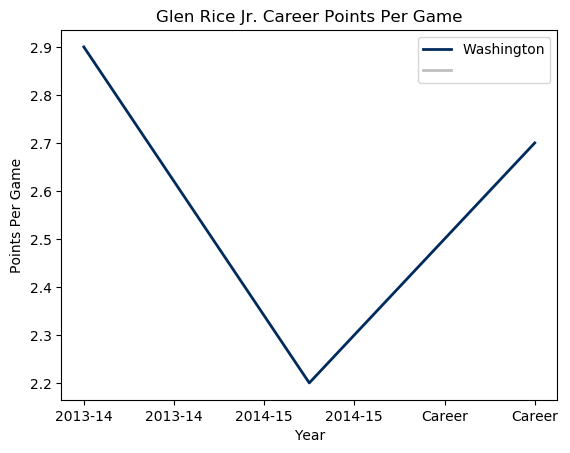 Glen Rice Jr. Career Points Per Game
Washington
2.9
2.8
2.7
2.6
2.5
2.4
2.3
2.2
Points Per Game
2013-14 2013-14 2014-15 2014-15 Career Career
Year